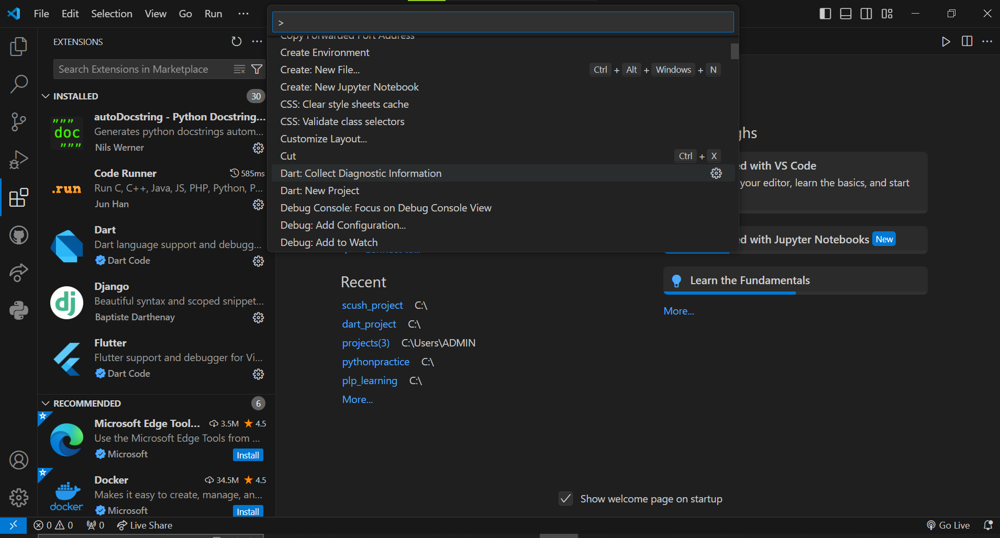 File Edit Selection View Go Run ···
>
EXTENSIONS
Search Extensions in Marketplace
INSTALLED 30
autoDocstring - Python Docstring...
Generates python docstrings autom...
Nils Werner
"""
doc
"""
Code Runner 585ms
Run C, C++, Java, JS, PHP, Python, P...
Jun Han
.run
Dart
Dart language support and debugg...
Dart Code
Django
Beautiful syntax and scoped snippet...
Baptiste Darthenay
dj
Flutter
Flutter support and debugger for Vi...
Dart Code
RECOMMENDED 6
Microsoft Edge Tool... 3.5M ★ 4.5
Use the Microsoft Edge Tools from ...
Microsoft Install
Docker 34.5M ★ 4.5
Makes it easy to create, manage, an...
Microsoft Install
docker
Copy Forwarded Port Address
Create Environment
Create: New File... Ctrl + Alt + Windows + N
Create: New Jupyter Notebook
CSS: Clear style sheets cache
CSS: Validate class selectors
Customize Layout...
Cut Ctrl + X
Dart: Collect Diagnostic Information
Dart: New Project
Debug Console: Focus on Debug Console View
Debug: Add Configuration...
Debug: Add to Watch
Recent
scush_project C:\
dart_project C:\
projects(3) C:\Users\ADMIN
pythonpractice C:\
plp_learning C:\
More...
ghs
ed with VS Code
your editor, learn the basics, and start
ed with Jupyter Notebooks New
Learn the Fundamentals
More...
Show welcome page on startup
0 0 0 Live Share Go Live